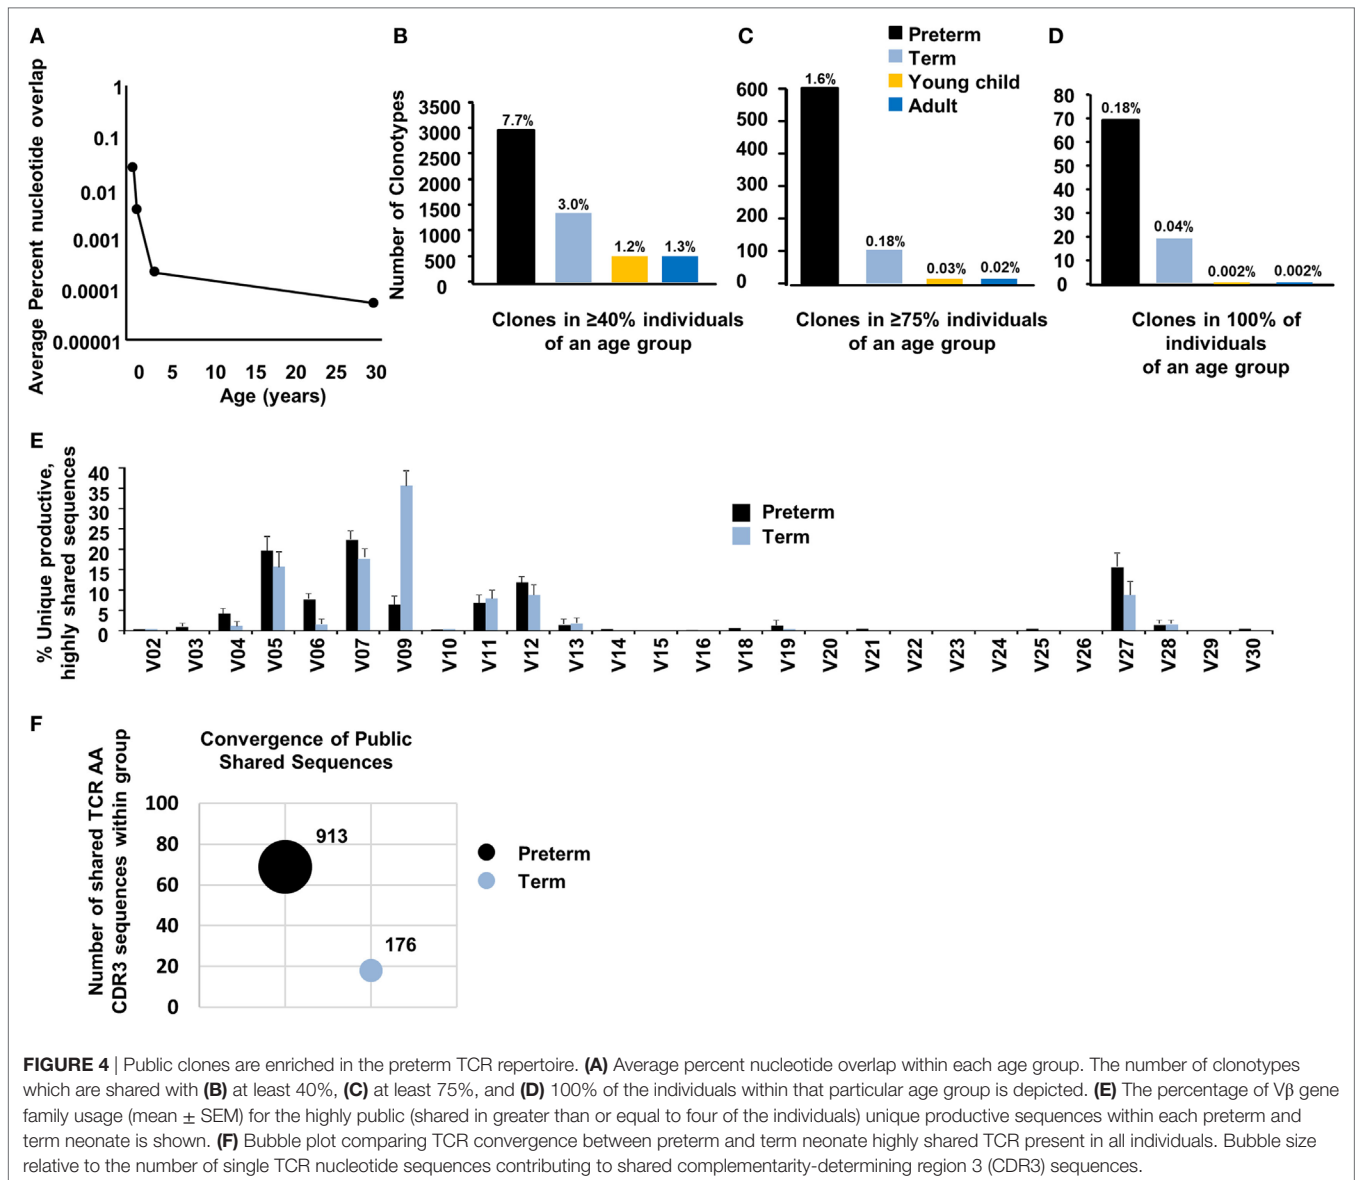 A
Average Percent nucleotide overlap
1
0.1
0.01
0.001
0.0001
0.00001
0 5 10 15 20 25 30
Age (years)
B
Number of Clonotypes
3500
3000
2500
2000
1500
1000
500
0
7.7%
3.0%
1.2%
1.3%
Clones in ≥40% individuals
of an age group
C
600
500
400
300
200
100
0
1.6%
0.18%
0.03%
0.02%
Clones in ≥75% individuals
of an age group
Preterm
Term
Young child
Adult
D
80
70
60
50
40
30
20
10
0
0.18%
0.04%
0.002%
0.002%
Clones in 100% of
individuals
of an age group
E
% Unique productive,
highly shared sequences
40
35
25
20
15
10
5
0
Preterm
Term
V02 V03 V04 V05 V06 V07 V09 V10 V11 V12 V13 V14 V15 V16 V18 V19 V20 V21 V22 V23 V24 V25 V26 V27 V28 V29 V30
F
Convergence of Public
Shared Sequences
Number of shared TCR AA
CDR3 sequences within group
100
80
60
40
20
0
913
176
Preterm
Term
FIGURE 4 | Public clones are enriched in the preterm TCR repertoire. (A) Average percent nucleotide overlap within each age group. The number of clonotypes
which are shared with (B) at least 40%, (C) at least 75%, and (D) 100% of the individuals within that particular age group is depicted. (E) The percentage of Vβ gene
family usage (mean ± SEM) for the highly public (shared in greater than or equal to four of the individuals) unique productive sequences within each preterm and
term neonate is shown. (F) Bubble plot comparing TCR convergence between preterm and term neonate highly shared TCR present in all individuals. Bubble size
relative to the number of single TCR nucleotide sequences contributing to shared complementarity-determining region 3 (CDR3) sequences.